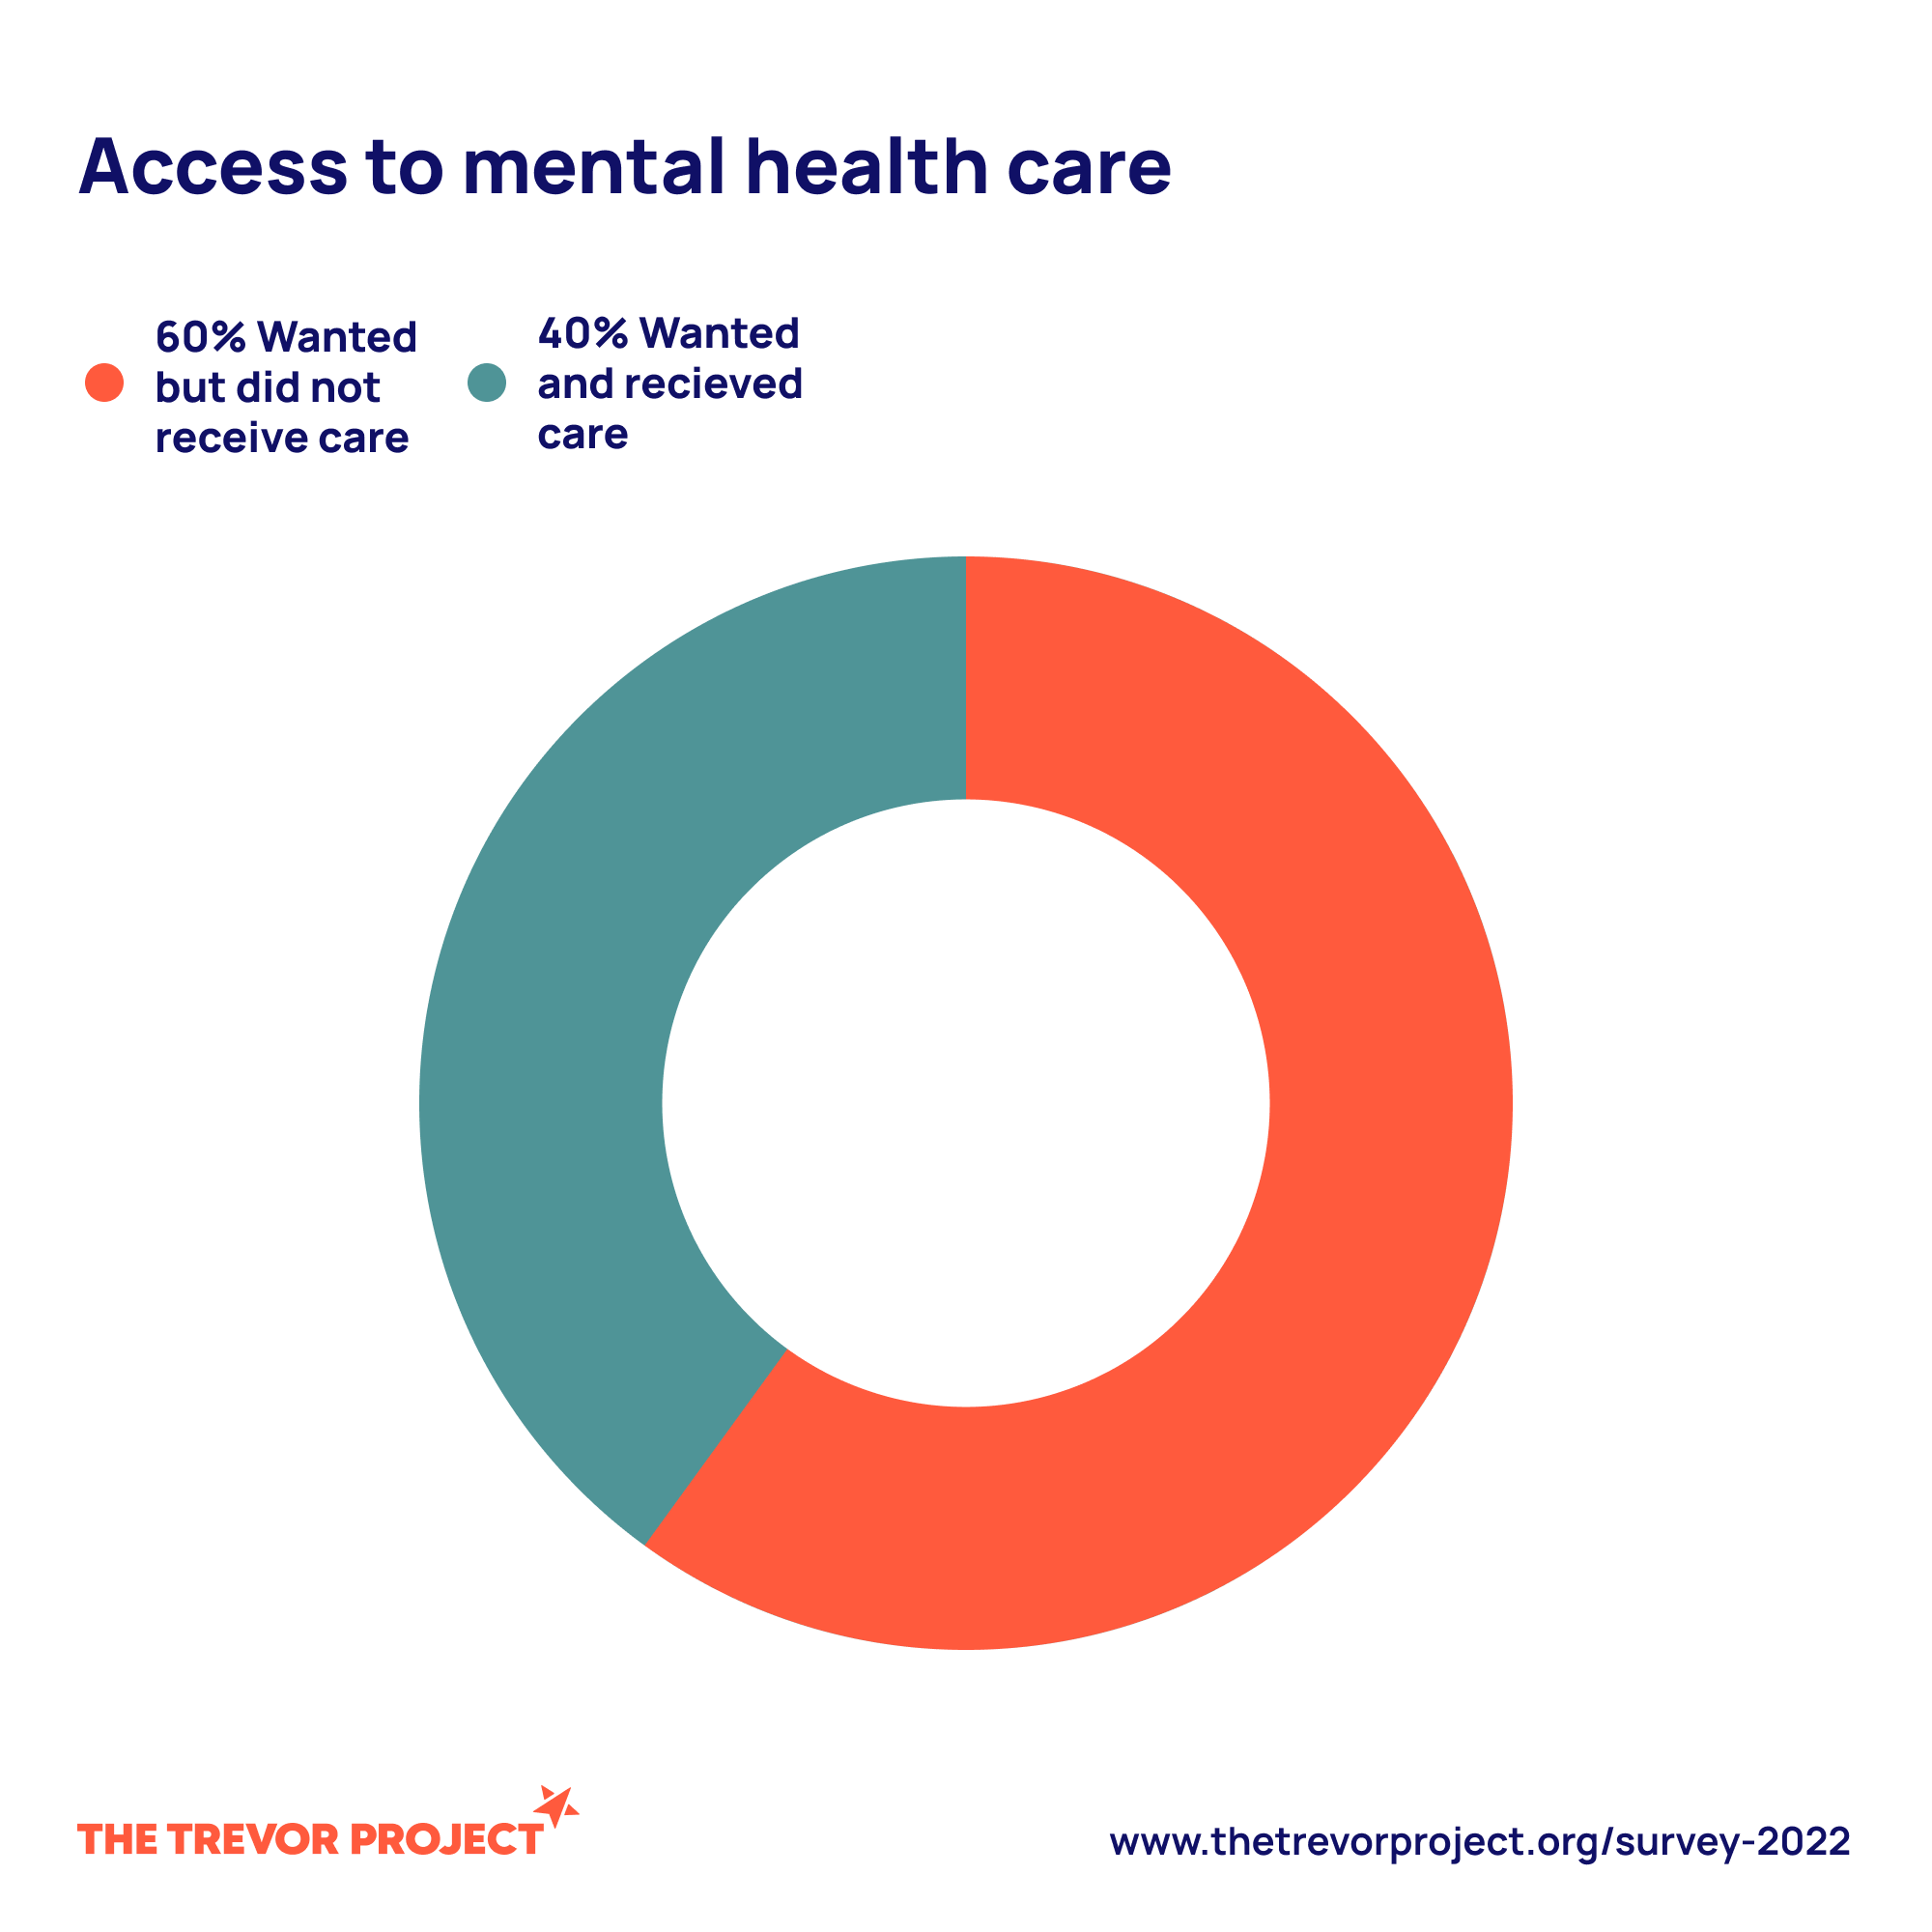 Access to mental health care
60% Wanted
but did not
receive care
40% Wanted
and recieved
care
THE TREVOR PROJECT
www.thetrevorproject.org/survey-2022